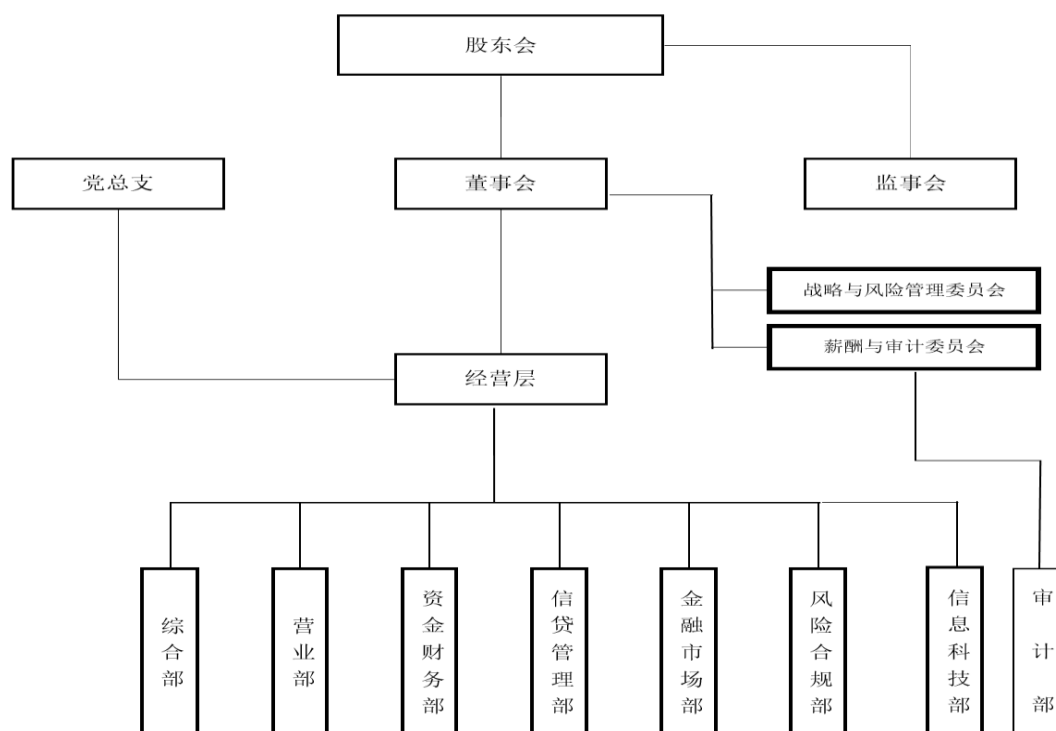 股东会
党总支
董事会
监事会
战略与风险管理委员会
薪酬与审计委员会
经营层
综合部
营业部
资金财务部
信贷管理部
金融市场部
风险合规部
信息科技部
审计部